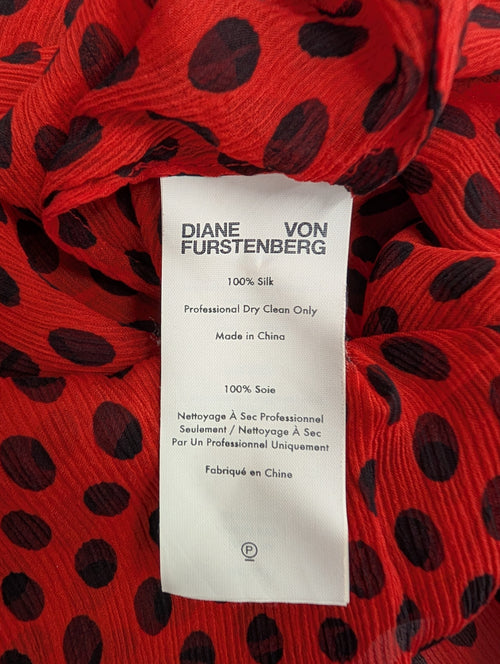 DIANE VON
FURSTENBERG
100% Silk
Professional Dry Clean Only
Made in China
100% Soie
Nettoyage À Sec Professionnel
Seulement / Nettoyage À Sec
Par Un Professionnel Uniquement
Fabriqué en Chine
P